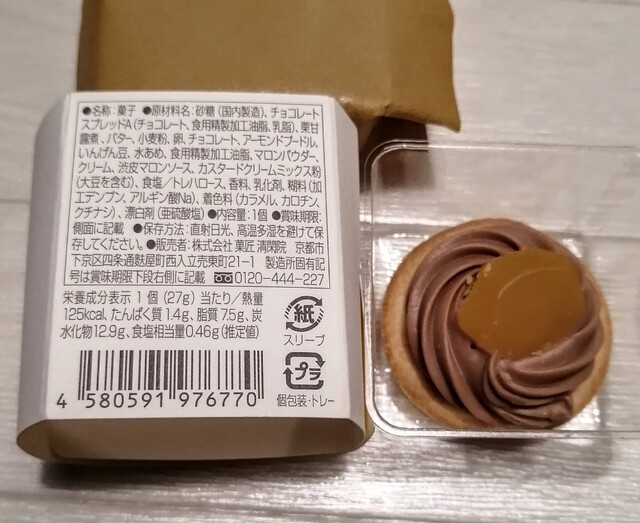 ●名称:菓子 ●原材料名:砂糖(国内製造)、チョコレート
スプレッドA(チョコレート、食用精製加工油脂、乳脂)、栗甘
露煮、バター、小麦粉、卵、チョコレート、アーモンドプードル、
いんげん豆、水あめ、食用精製加工油脂、マロンパウダー、
クリーム、渋皮マロンソース、カスタードクリームミックス粉
(大豆を含む)、食塩/トレハロース、香料、乳化剤、糊料(加
工デンプン、アルギン酸Na)、着色料(カラメル、カロチン、
クチナシ)、漂白剤(亜硫酸塩) ●内容量:1個 ●賞味期限:
側面に記載 ●保存方法:直射日光、高温多湿を避けて保
存してください。●販売者:株式会社 菓匠 清閑院 京都市
下京区四条通麩屋町西入立売東町21-1 製造所固有記
号は賞味期限下段右側に記載 0120-444-227
栄養成分表示 1個(27g)当たり/熱量
125kcal、たんぱく質 1.4g、脂質 7.5g、炭
水化物 12.9g、食塩相当量 0.46g(推定値)
紙
スリーブ
プラ
個包装・トレー
4 580591 976770